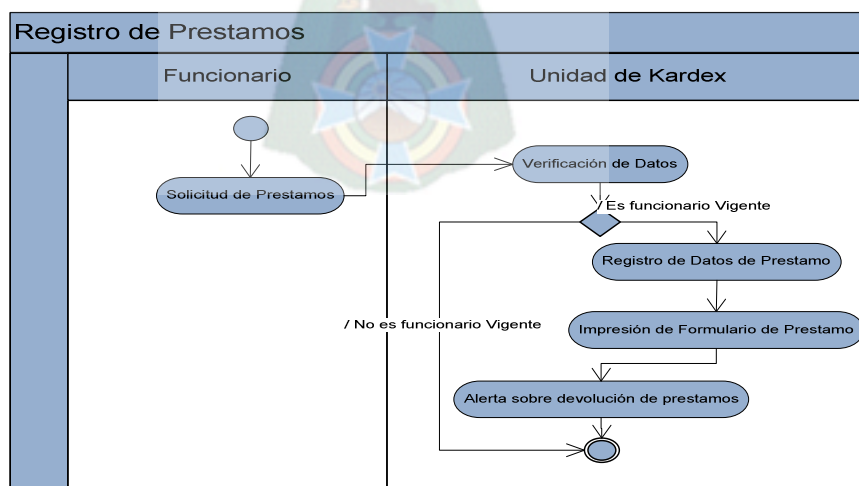 Registro de Prestamos
Funcionario
Unidad de Kardex
Solicitud de Prestamos
Verificación de Datos
/ Es funcionario Vigente
Registro de Datos de Prestamo
/ No es funcionario Vigente
Impresión de Formulario de Prestamo
Alerta sobre devolución de prestamos